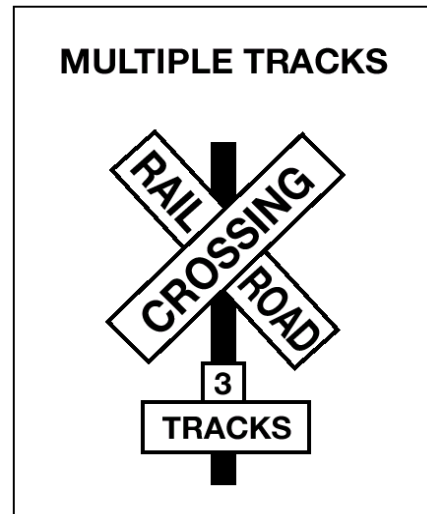 MULTIPLE TRACKS
RAIL ROAD
CROSSING
3
TRACKS